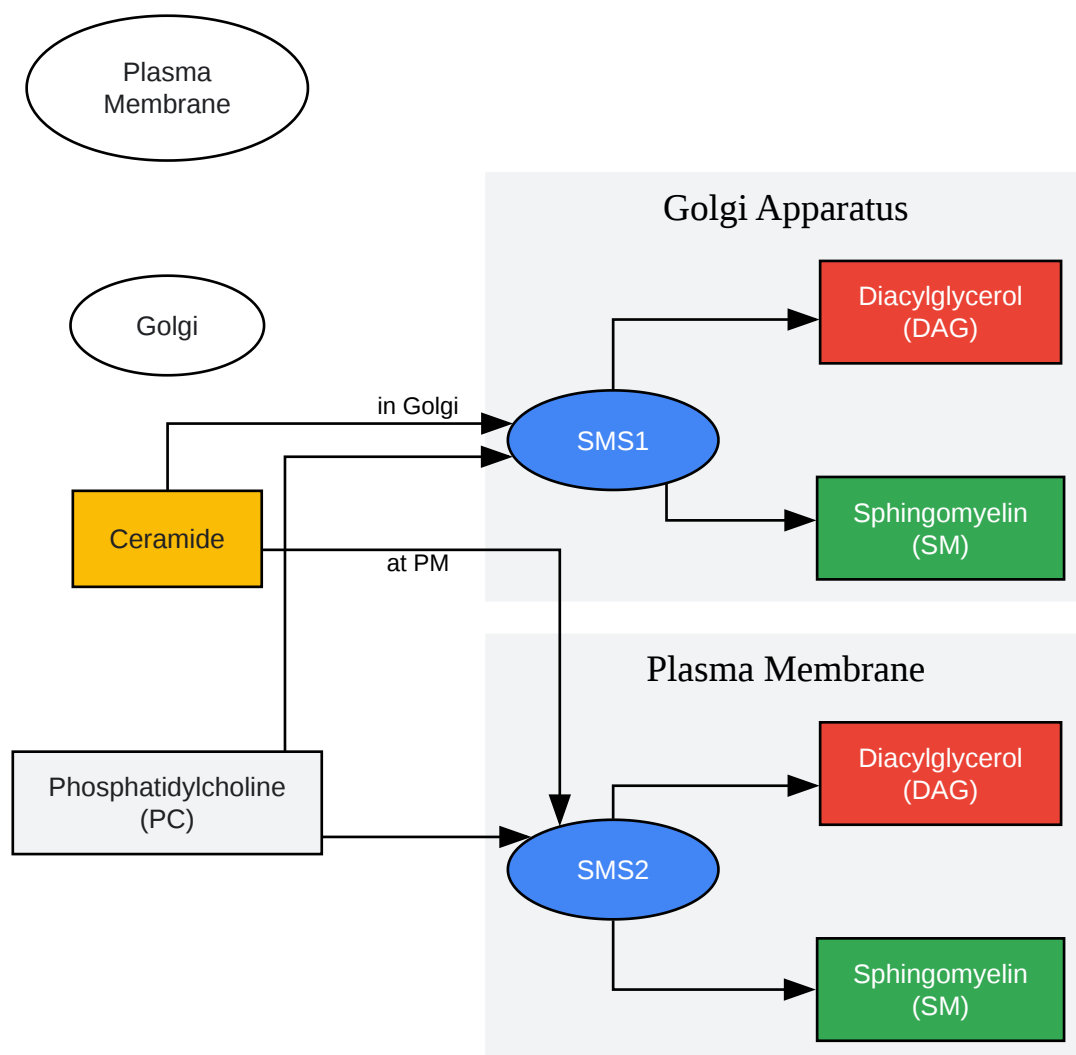 Plasma
Membrane
Golgi Apparatus
Diacylglycerol
(DAG)
Golgi
in Golgi
SMS1
Sphingomyelin
(SM)
Ceramide
at PM
Plasma Membrane
Diacylglycerol
(DAG)
Phosphatidylcholine
(PC)
SMS2
Sphingomyelin
(SM)